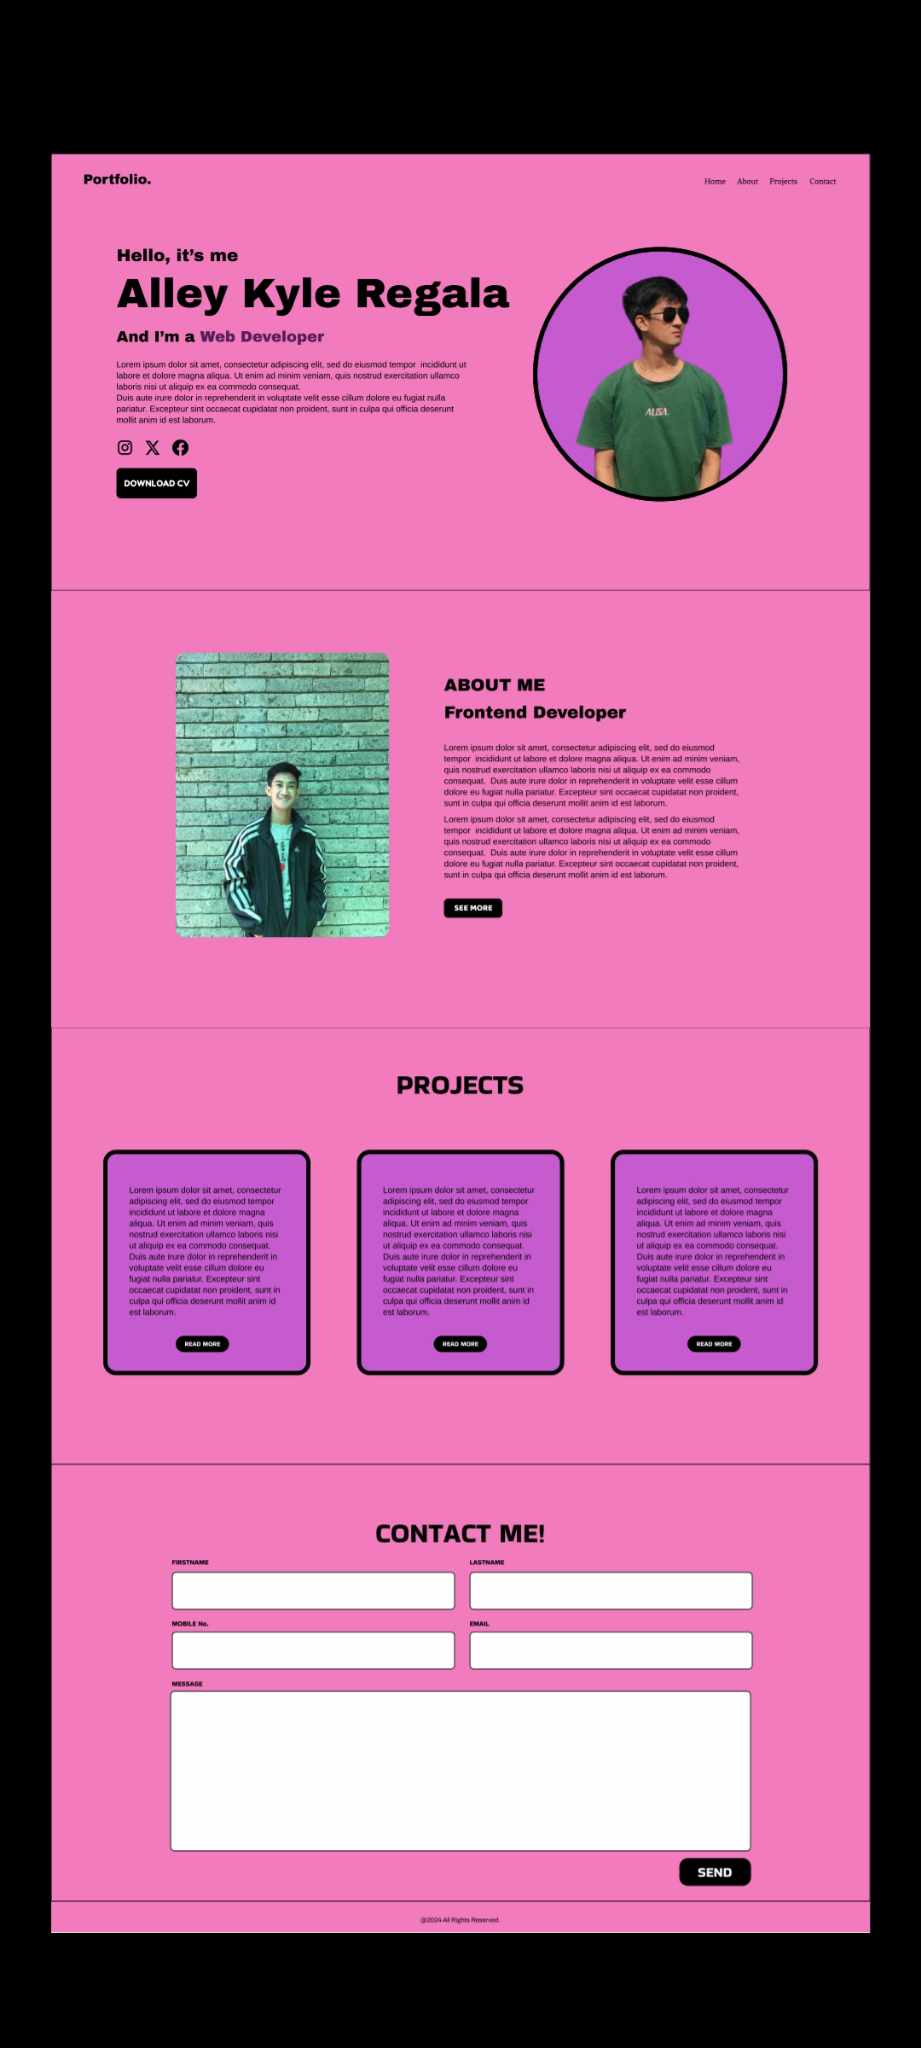 Portfolio.
Home About Projects Contact
Hello, it's me
Alley Kyle Regala
And I'm a Web Developer
Lorem ipsum dolor sit amet, consectetur adipiscing elit, sed do eiusmod tempor incididunt ut
labore et dolore magna aliqua. Ut enim ad minim veniam, quis nostrud exercitation ullamco
laboris nisi ut aliquip ex ea commodo consequat.
Duis aute irure dolor in reprehenderit in voluptate velit esse cillum dolore eu fugiat nulla
pariatur. Excepteur sint occaecat cupidatat non proident, sunt in culpa qui officia deserunt
mollit anim id est laborum.
DOWNLOAD CV
ABOUT ME
Frontend Developer
Lorem ipsum dolor sit amet, consectetur adipiscing elit, sed do eiusmod
tempor incididunt ut labore et dolore magna aliqua. Ut enim ad minim veniam,
quis nostrud exercitation ullamco laboris nisi ut aliquip ex ea commodo
consequat. Duis aute irure dolor in reprehenderit in voluptate velit esse cillum
dolore eu fugiat nulla pariatur. Excepteur sint occaecat cupidatat non proident,
sunt in culpa qui officia deserunt mollit anim id est laborum.
Lorem ipsum dolor sit amet, consectetur adipiscing elit, sed do eiusmod
tempor incididunt ut labore et dolore magna aliqua. Ut enim ad minim veniam,
quis nostrud exercitation ullamco laboris nisi ut aliquip ex ea commodo
consequat. Duis aute irure dolor in reprehenderit in voluptate velit esse cillum
dolore eu fugiat nulla pariatur. Excepteur sint occaecat cupidatat non proident,
sunt in culpa qui officia deserunt mollit anim id est laborum.
SEE MORE
PROJECTS
Lorem ipsum dolor sit amet, consectetur
adipiscing elit, sed do eiusmod tempor
incididunt ut labore et dolore magna
aliqua. Ut enim ad minim veniam, quis
nostrud exercitation ullamco laboris nisi
ut aliquip ex ea commodo consequat.
Duis aute irure dolor in reprehenderit in
voluptate velit esse cillum dolore eu
fugiat nulla pariatur. Excepteur sint
occaecat cupidatat non proident, sunt in
culpa qui officia deserunt mollit anim id
est laborum.
READ MORE
Lorem ipsum dolor sit amet, consectetur
adipiscing elit, sed do eiusmod tempor
incididunt ut labore et dolore magna
aliqua. Ut enim ad minim veniam, quis
nostrud exercitation ullamco laboris nisi
ut aliquip ex ea commodo consequat.
Duis aute irure dolor in reprehenderit in
voluptate velit esse cillum dolore eu
fugiat nulla pariatur. Excepteur sint
occaecat cupidatat non proident, sunt in
culpa qui officia deserunt mollit anim id
est laborum.
READ MORE
Lorem ipsum dolor sit amet, consectetur
adipiscing elit, sed do eiusmod tempor
incididunt ut labore et dolore magna
aliqua. Ut enim ad minim veniam, quis
nostrud exercitation ullamco laboris nisi
ut aliquip ex ea commodo consequat.
Duis aute irure dolor in reprehenderit in
voluptate velit esse cillum dolore eu
fugiat nulla pariatur. Excepteur sint
occaecat cupidatat non proident, sunt in
culpa qui officia deserunt mollit anim id
est laborum.
READ MORE
CONTACT ME!
FIRSTNAME
LASTNAME
MOBILE No.
EMAIL
MESSAGE
SEND
@2024 All Rights Reserved.